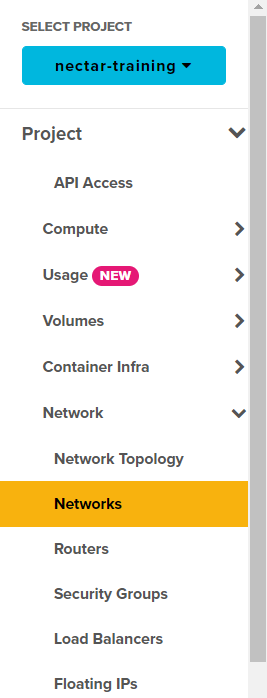 SELECT PROJECT
nectar-training
Project
API Access
Compute
Usage NEW
Volumes
Container Infra
Network
Network Topology
Networks
Routers
Security Groups
Load Balancers
Floating IPs